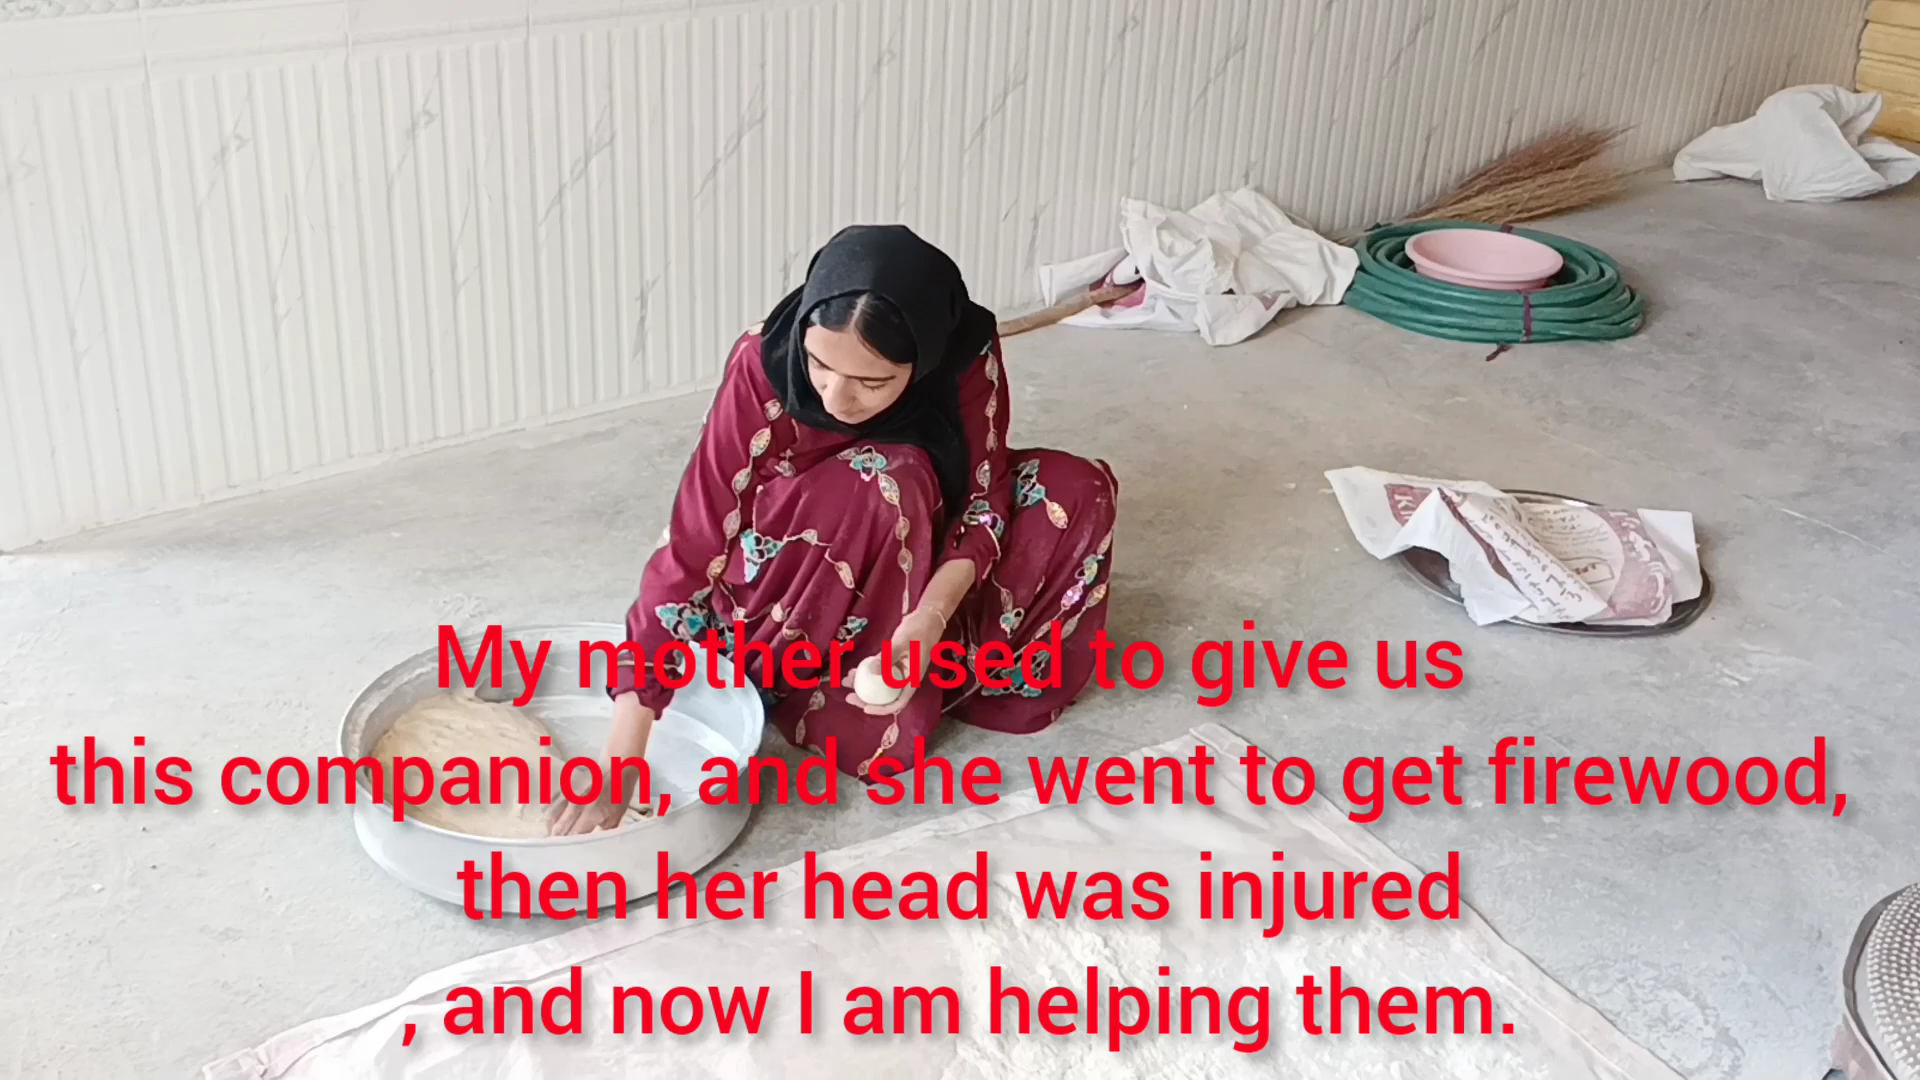 My mother used to give us
this companion, and she went to get firewood,
then her head was injured
, and now I am helping them.